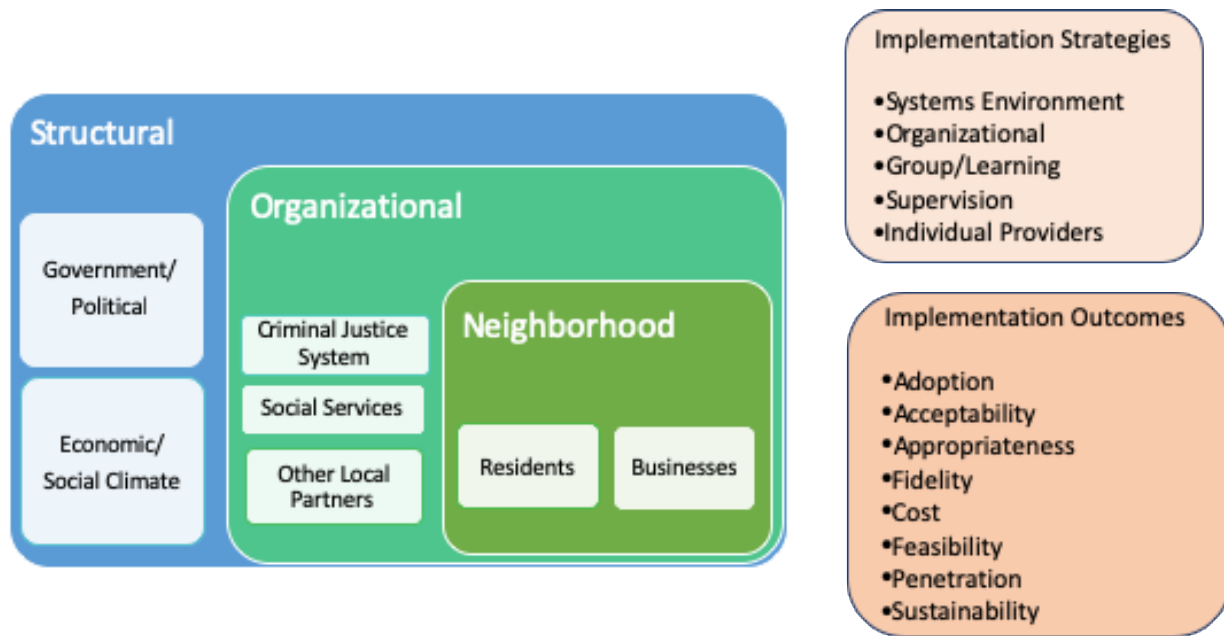 Structural
Government/
Political
Economic/
Social Climate
Organizational
Criminal Justice
System
Social Services
Other Local
Partners
Neighborhood
Residents
Businesses
Implementation Strategies
•Systems Environment
•Organizational
•Group/Learning
•Supervision
•Individual Providers
Implementation Outcomes
•Adoption
•Acceptability
•Appropriateness
•Fidelity
•Cost
•Feasibility
•Penetration
•Sustainability